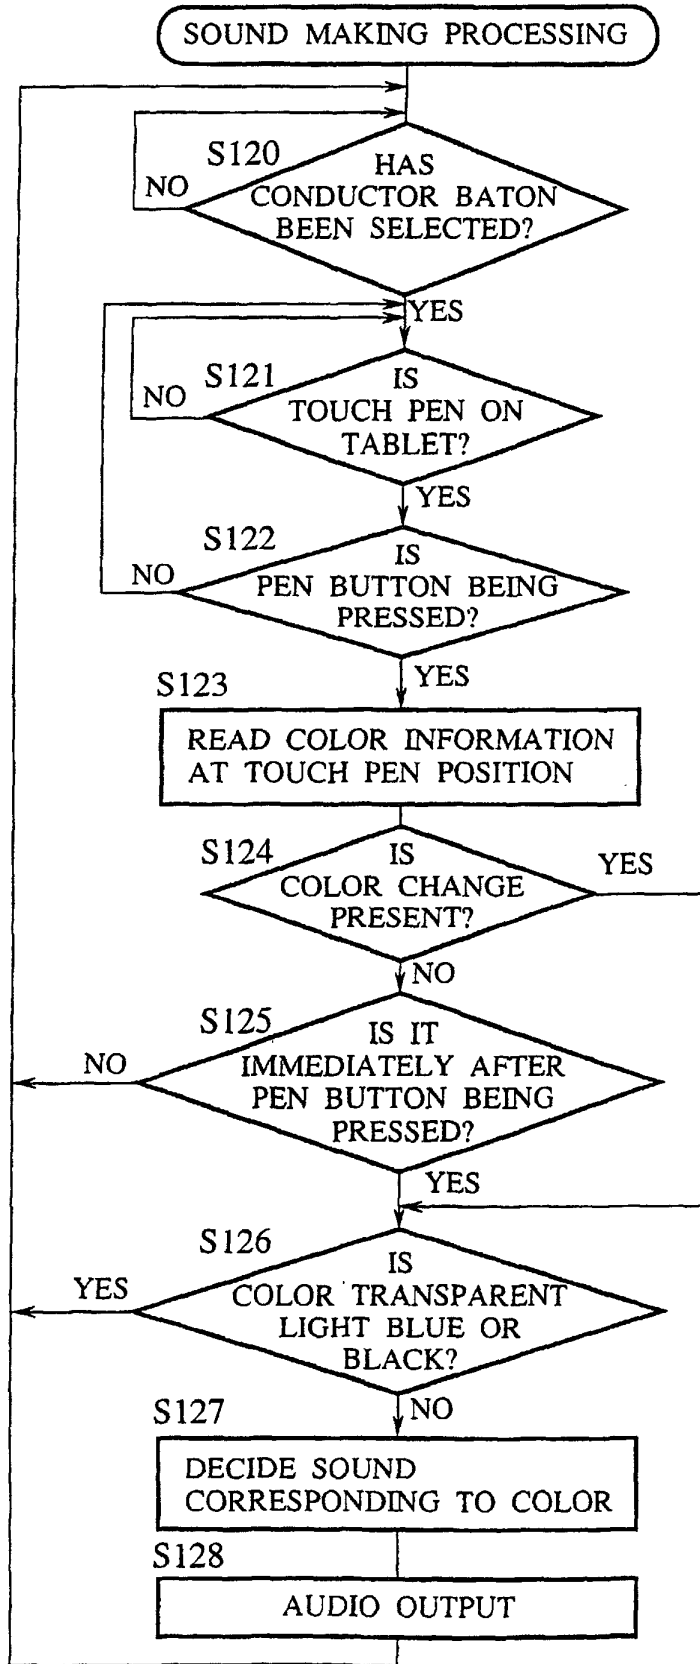 SOUND MAKING PROCESSING
S120
HAS
CONDUCTOR BATON
BEEN SELECTED?
NO
YES
S121
IS
TOUCH PEN ON
TABLET?
NO
YES
S122
IS
PEN BUTTON BEING
PRESSED?
NO
YES
S123
READ COLOR INFORMATION
AT TOUCH PEN POSITION
S124
IS
COLOR CHANGE
PRESENT?
YES
NO
S125
IS IT
IMMEDIATELY AFTER
PEN BUTTON BEING
PRESSED?
NO
YES
S126
IS
COLOR TRANSPARENT
LIGHT BLUE OR
BLACK?
YES
NO
S127
DECIDE SOUND
CORRESPONDING TO COLOR
S128
AUDIO OUTPUT